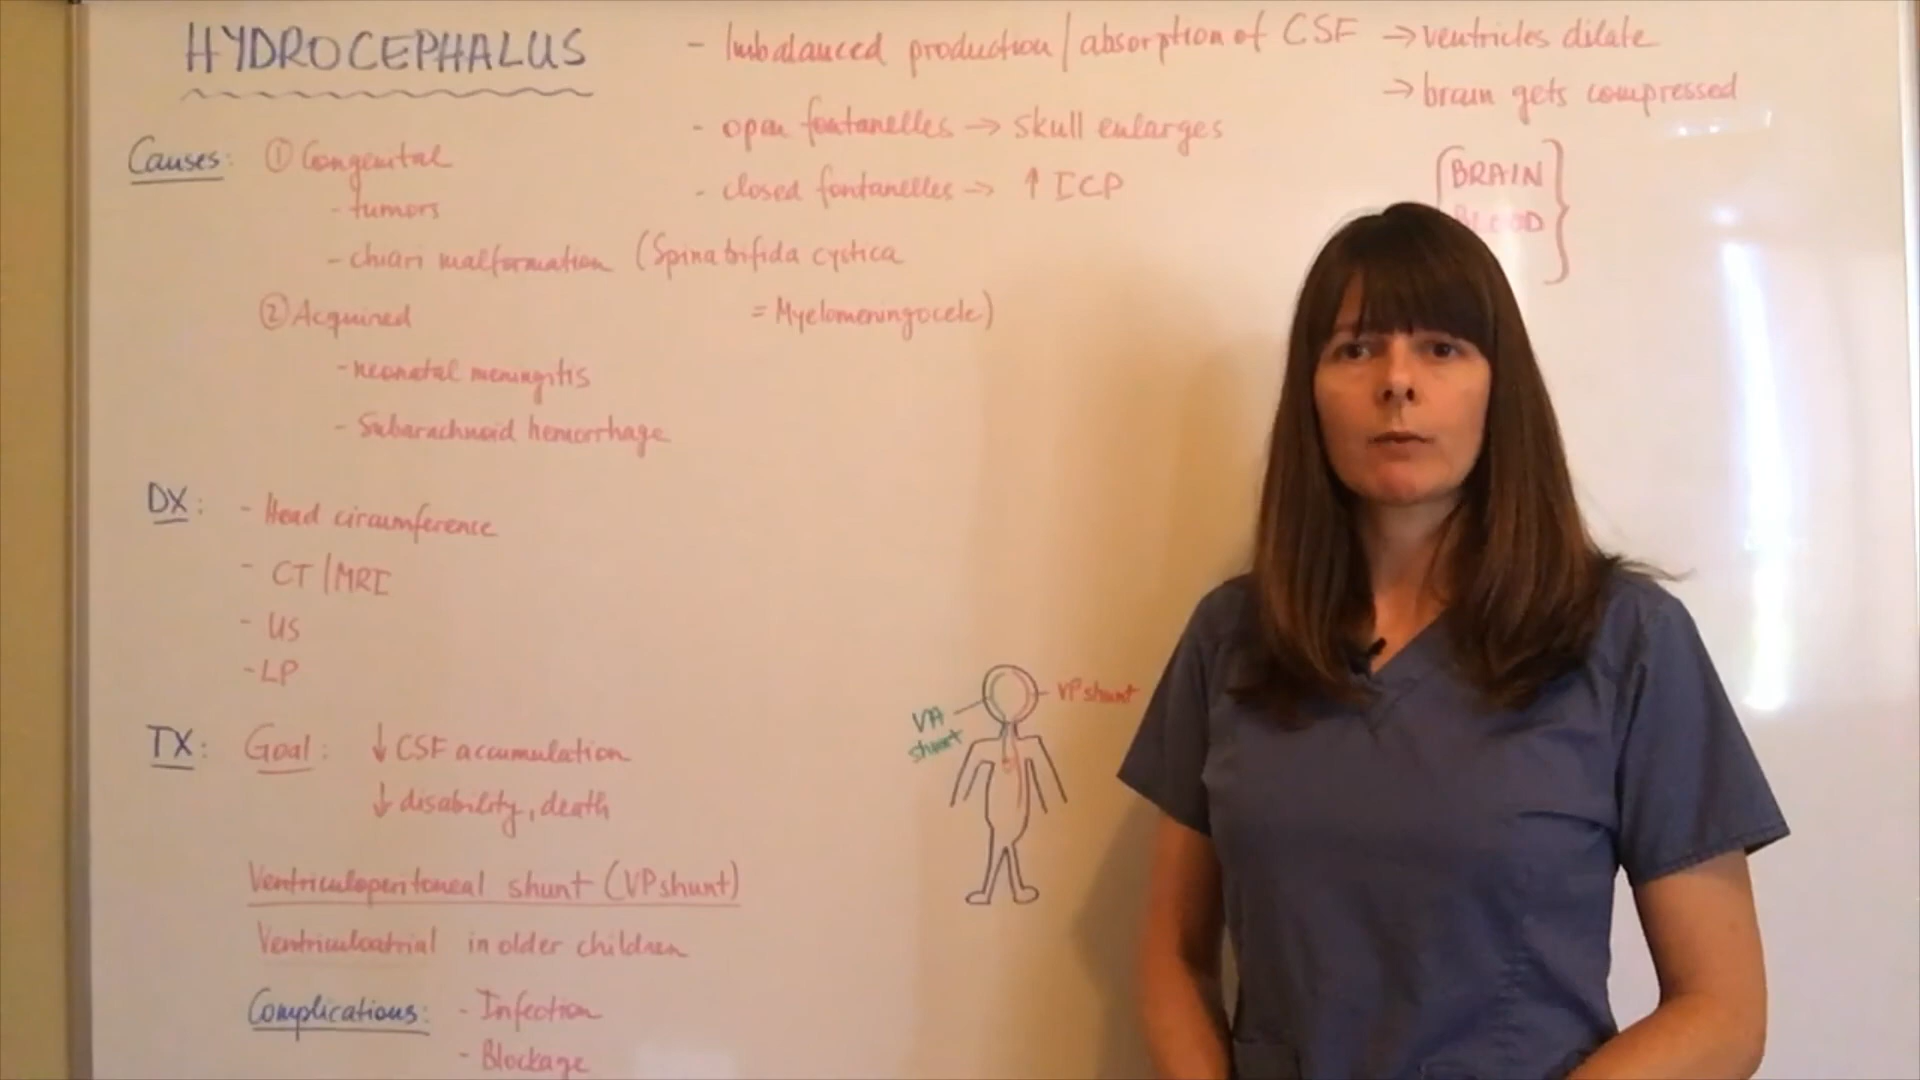 HYDROCEPHALUS
- Imbalanced production/absorption of CSF → ventricles dilate
→ brain gets compressed
- open fontanelles → skull enlarges
- closed fontanelles → ↑ ICP
BRAIN
BLOOD
Causes: ① Congenital
- tumors
- chiari malformation (Spina bifida cystica
= Myelomeningocele)
② Acquired
- neonatal meningitis
- Subarachnoid hemorrhage
DX: - Head circumference
- CT/MRI
- US
- LP
TX: Goal: ↓ CSF accumulation
↓ disability, death
Ventriculoperitoneal shunt (VP shunt)
Ventriculoatrial in older children
Complications: - Infection
- Blockage
VA
shunt
VP shunt